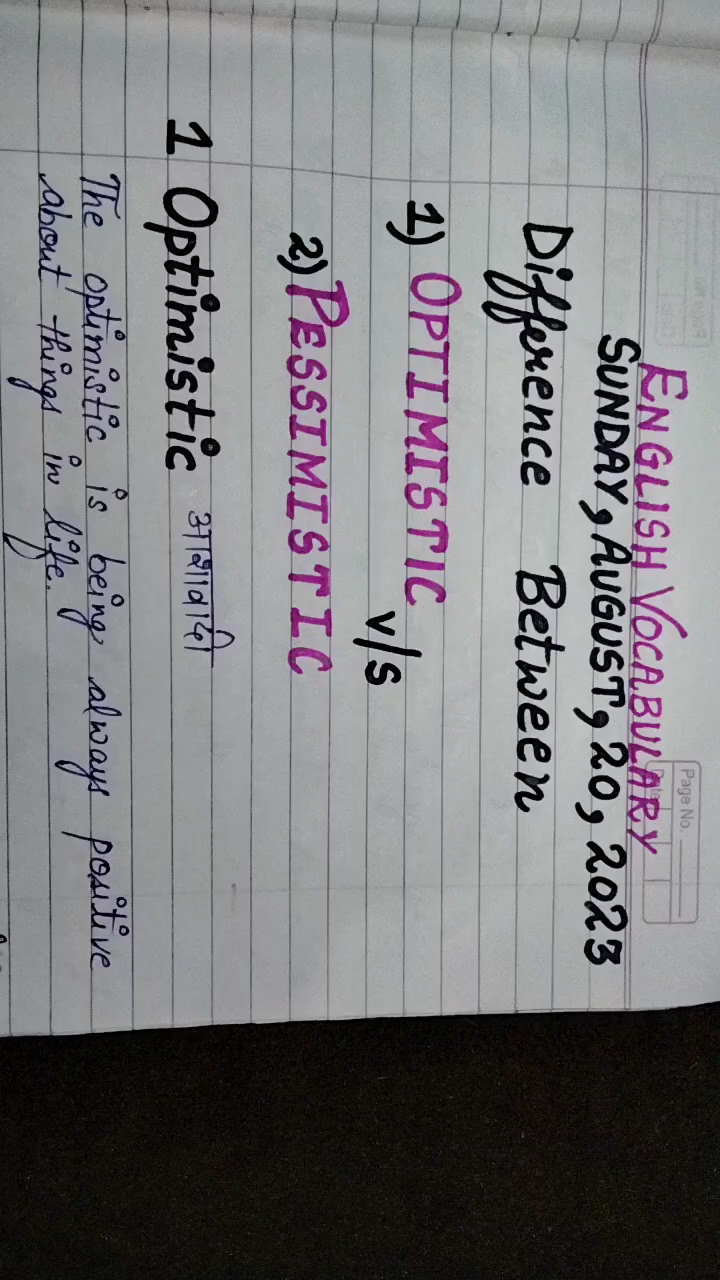 Page No.
Date
ENGLISH VOCABULARY
SUNDAY, AUGUST, 20, 2023
Difference Between
1) OPTIMISTIC
v/s
2) PESSIMISTIC
1 Optimistic आशावादी
The optimistic is being always positive
about things in life.